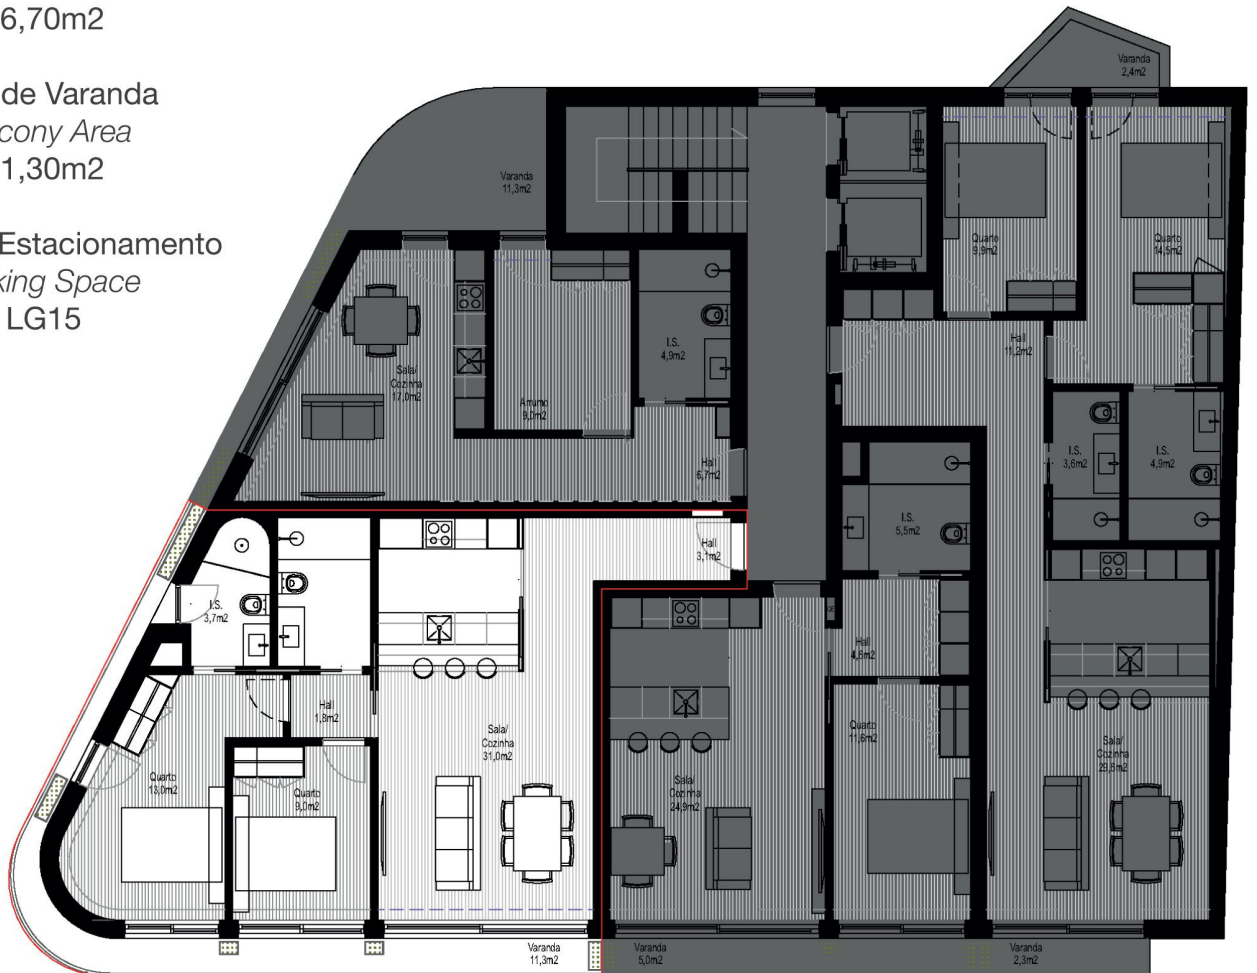 6,70m2
de Varanda
cony Area
1,30m2
Estacionamento
king Space
LG15
Varanda
2,4m2
Varanda
11,3m2
Quarto
9,9m2
Quarto
14,5m2
Sala/
Cozinha
17,0m2
Arrumo
9,0m2
I.S.
4,9m2
Hall
11,2m2
Hall
6,7m2
I.S.
3,6m2
I.S.
4,9m2
I.S.
5,5m2
Hall
3,1m2
I.S.
3,7m2
Hall
1,8m2
Sala/
Cozinha
31,0m2
Quarto
13,0m2
Quarto
9,0m2
Hall
4,6m2
Quarto
11,6m2
Sala/
Cozinha
24,9m2
Sala/
Cozinha
29,6m2
Varanda
11,3m2
Varanda
5,0m2
Varanda
2,3m2